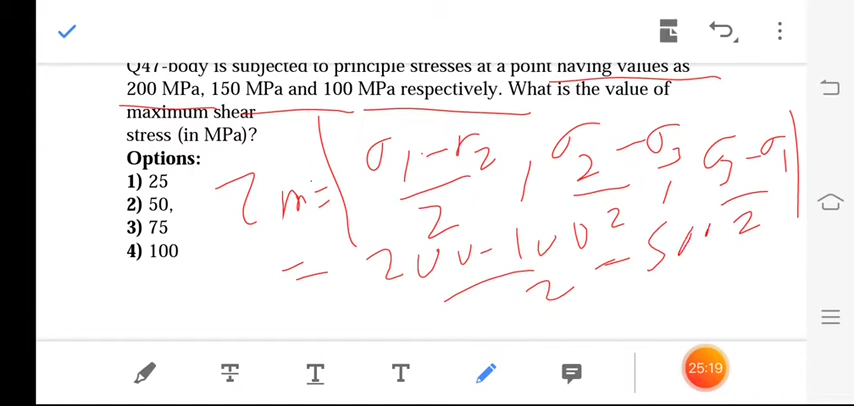 Q47-body is subjected to principle stresses at a point having values as
200 MPa, 150 MPa and 100 MPa respectively. What is the value of
maximum shear
stress (in MPa)?
Options:
1) 25
2) 50,
3) 75
4) 100
τ m = | σ1 - σ2 / 2 , σ2 - σ3 / 2 , σ3 - σ1 / 2 |
= 200 - 100 / 2 = 50
T T T
25:19